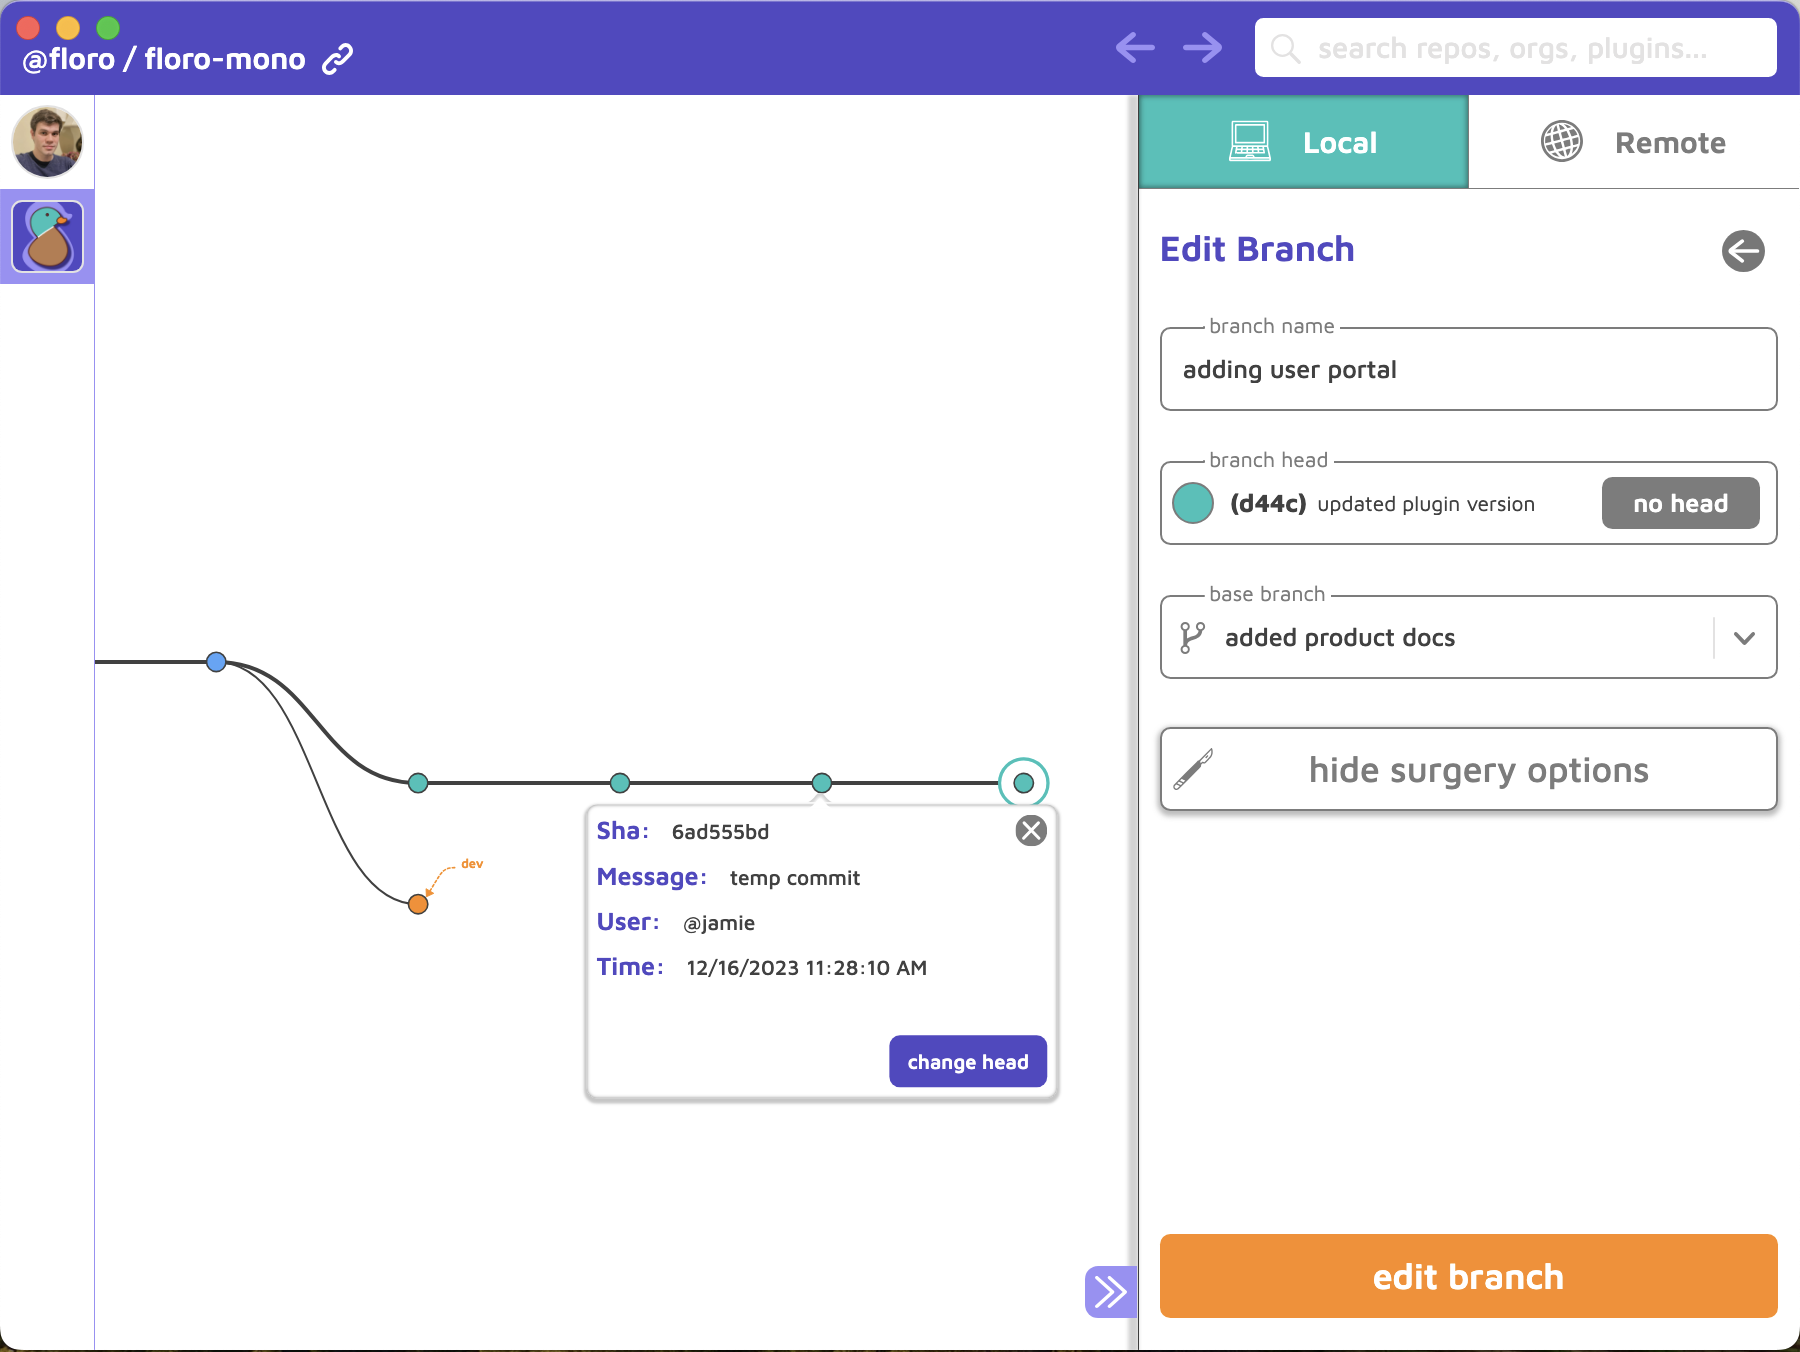 @floro / floro-mono
search repos, orgs, plugins...
Local
Remote
Edit Branch
branch name
adding user portal
branch head
(d44c) updated plugin version
no head
base branch
added product docs
hide surgery options
dev
Sha: 6ad555bd
Message: temp commit
User: @jamie
Time: 12/16/2023 11:28:10 AM
change head
edit branch